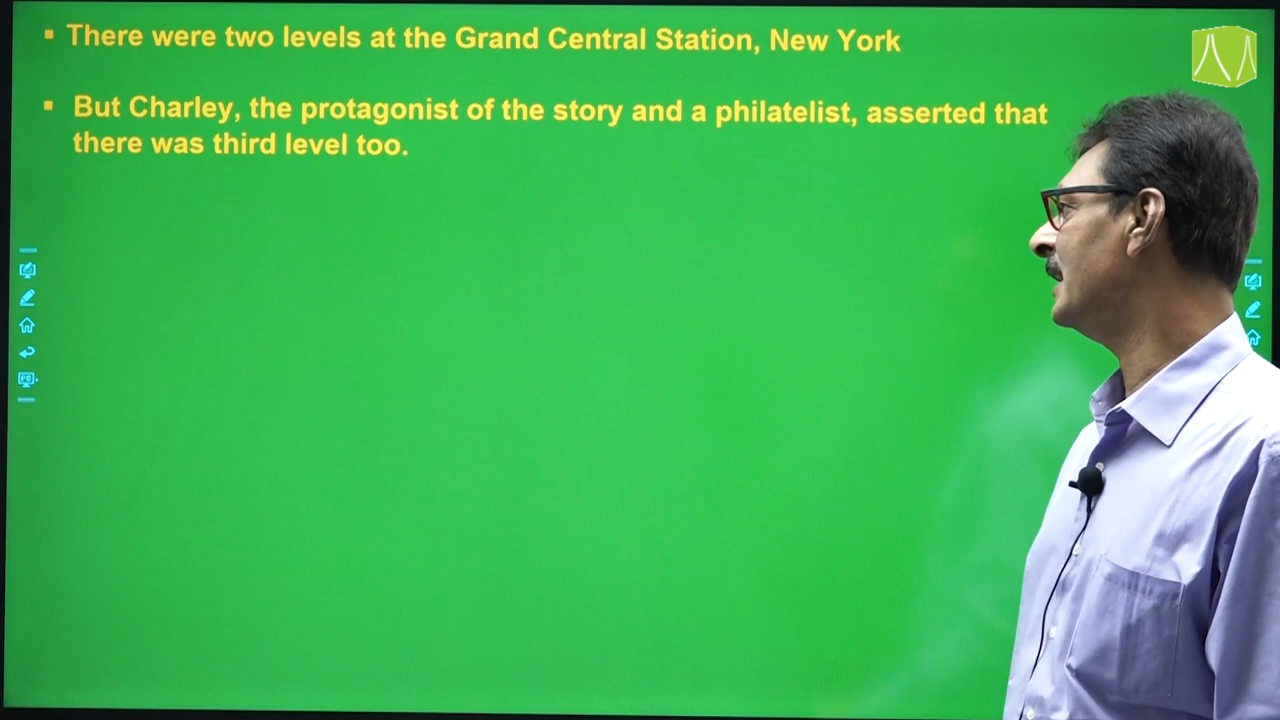 ▪ There were two levels at the Grand Central Station, New York
▪ But Charley, the protagonist of the story and a philatelist, asserted that
there was third level too.